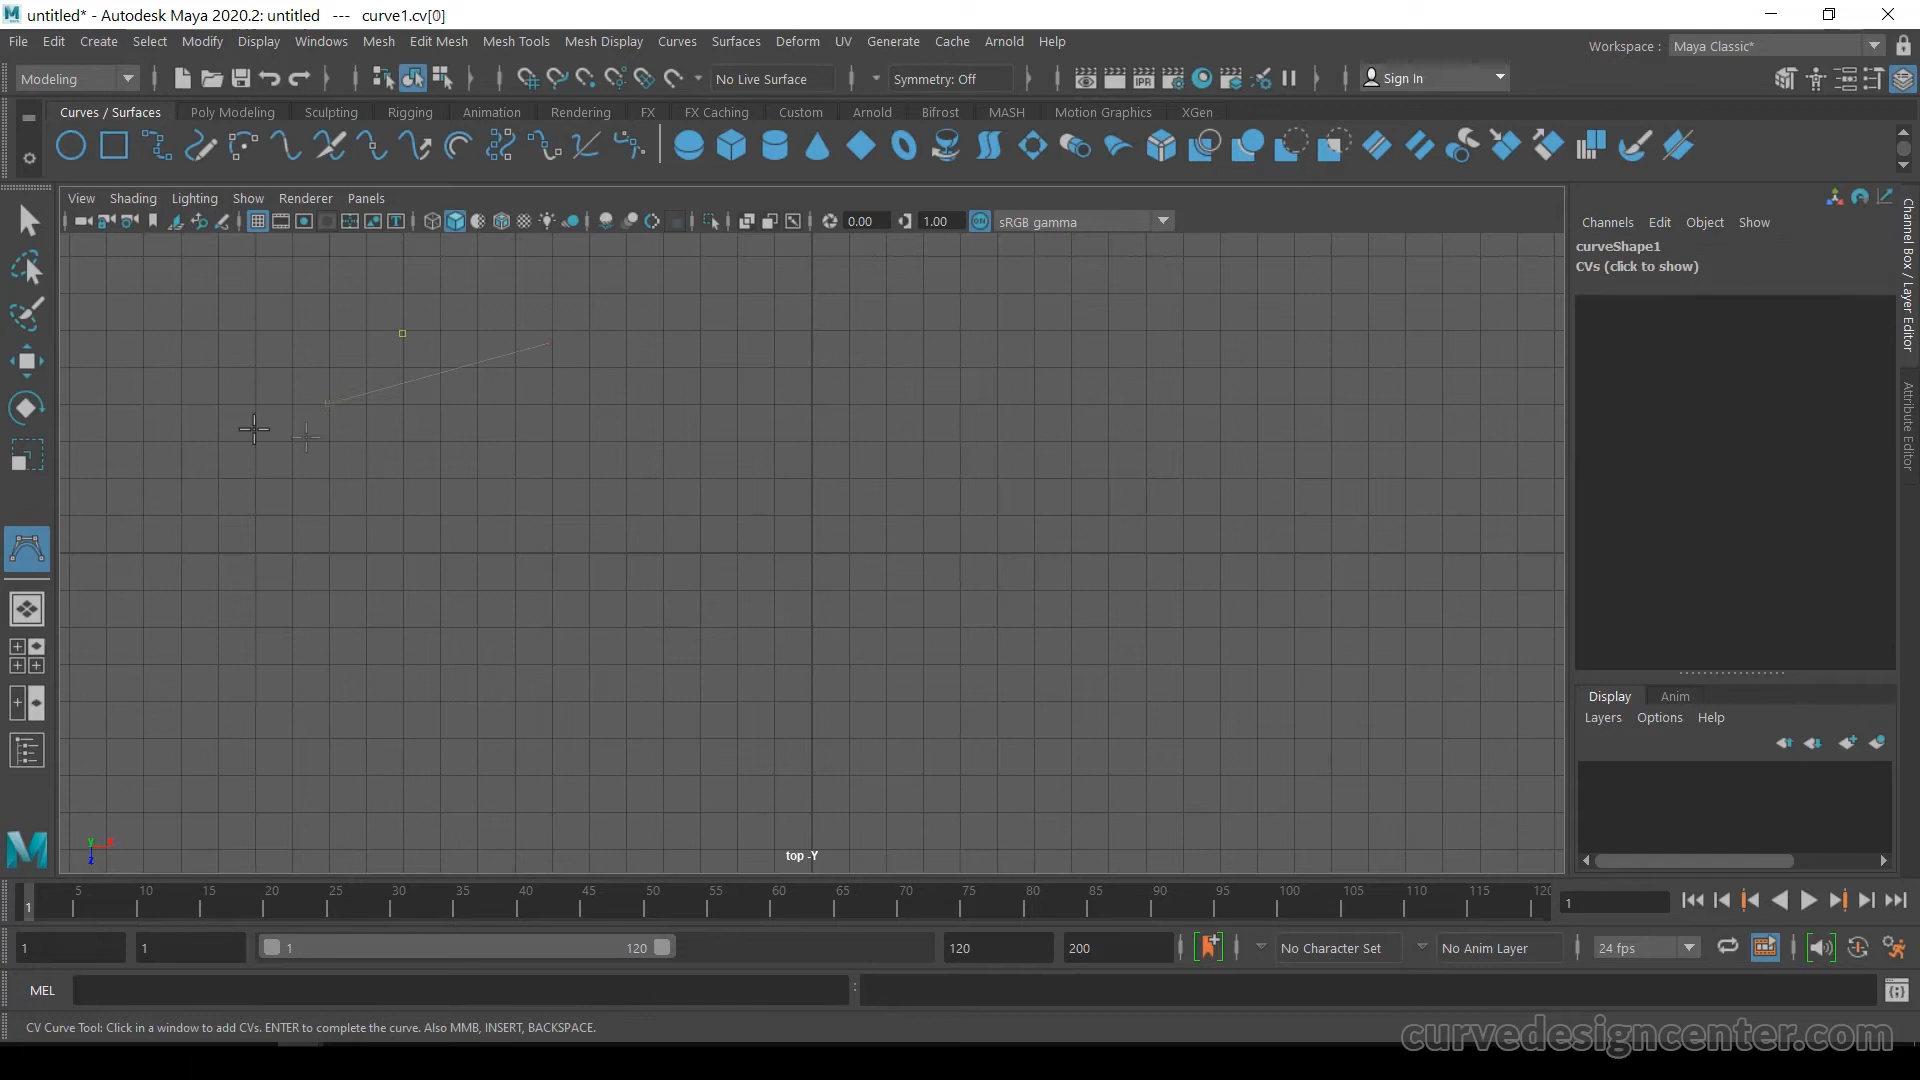 untitled* - Autodesk Maya 2020.2: untitled   ---   curve1.cv[0]
File Edit Create Select Modify Display Windows Mesh Edit Mesh Mesh Tools Mesh Display Curves Surfaces Deform UV Generate Cache Arnold Help
Workspace : Maya Classic*
Modeling No Live Surface Symmetry: Off Sign In
IPR
Curves / Surfaces Poly Modeling Sculpting Rigging Animation Rendering FX FX Caching Custom Arnold Bifrost MASH Motion Graphics XGen
View Shading Lighting Show Renderer Panels
0.00 1.00 ON sRGB gamma
Channels Edit Object Show
curveShape1
CVs (click to show)
Channel Box / Layer Editor
Attribute Editor
Display Anim
Layers Options Help
y x
z
top -Y
5 10 15 20 25 30 35 40 45 50 55 60 65 70 75 80 85 90 95 100 105 110 115 120
1 1
1 1 1 120 120 200 No Character Set No Anim Layer 24 fps
MEL
CV Curve Tool: Click in a window to add CVs. ENTER to complete the curve. Also MMB, INSERT, BACKSPACE.
curvedesigncenter.com